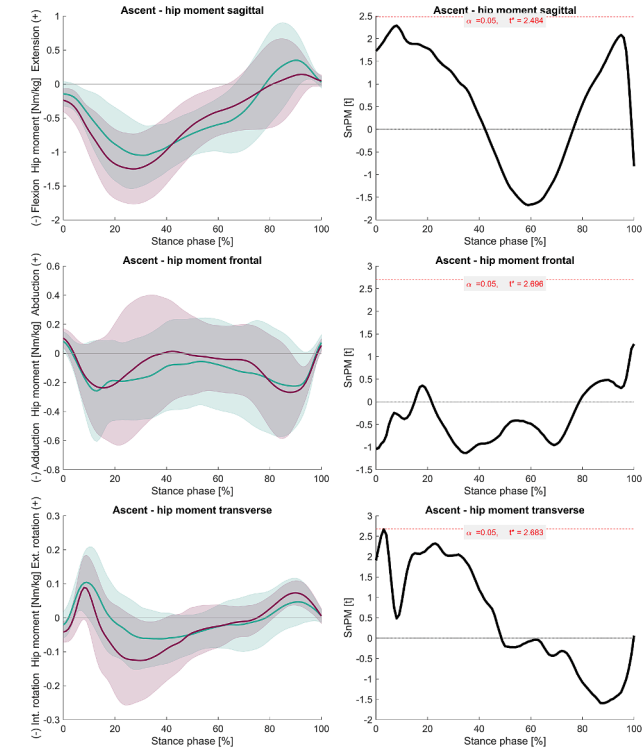 Ascent - hip moment sagittal
(-) Flexion Hip moment [Nm/kg] Extension (+)
1
0.5
0
-0.5
-1
-1.5
-2
0 20 40 60 80 100
Stance phase [%]
Ascent - hip moment sagittal
SnPM [t]
α =0.05, t* = 2.484
2.5
2
1.5
1
0.5
0
-0.5
-1
-1.5
-2
0 20 40 60 80 100
Stance phase [%]
Ascent - hip moment frontal
(-) Adduction Hip moment [Nm/kg] Abduction (+)
0.6
0.4
0.2
0
-0.2
-0.4
-0.6
-0.8
0 20 40 60 80 100
Stance phase [%]
Ascent - hip moment frontal
SnPM [t]
α =0.05, t* = 2.696
3
2.5
2
1.5
1
0.5
0
-0.5
-1
-1.5
0 20 40 60 80 100
Stance phase [%]
Ascent - hip moment transverse
(-) Int. rotation Hip moment [Nm/kg] Ext. rotation (+)
0.3
0.2
0.1
0
-0.1
-0.2
-0.3
0 20 40 60 80 100
Stance phase [%]
Ascent - hip moment transverse
SnPM [t]
α =0.05, t* = 2.683
3
2.5
2
1.5
1
0.5
0
-0.5
-1
-1.5
-2
0 20 40 60 80 100
Stance phase [%]